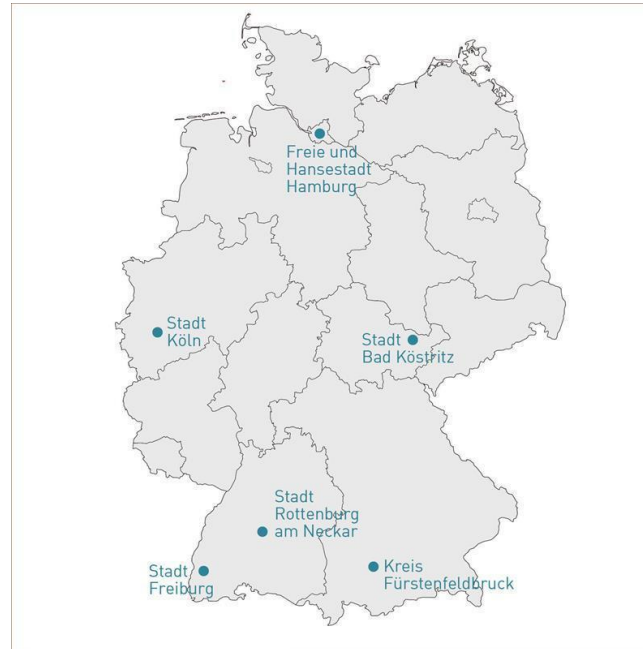 Freie und
Hansestadt
Hamburg
Stadt
Köln
Stadt
Bad Köstritz
Stadt
Rottenburg
am Neckar
Stadt
Freiburg
Kreis
Fürstenfeldbruck